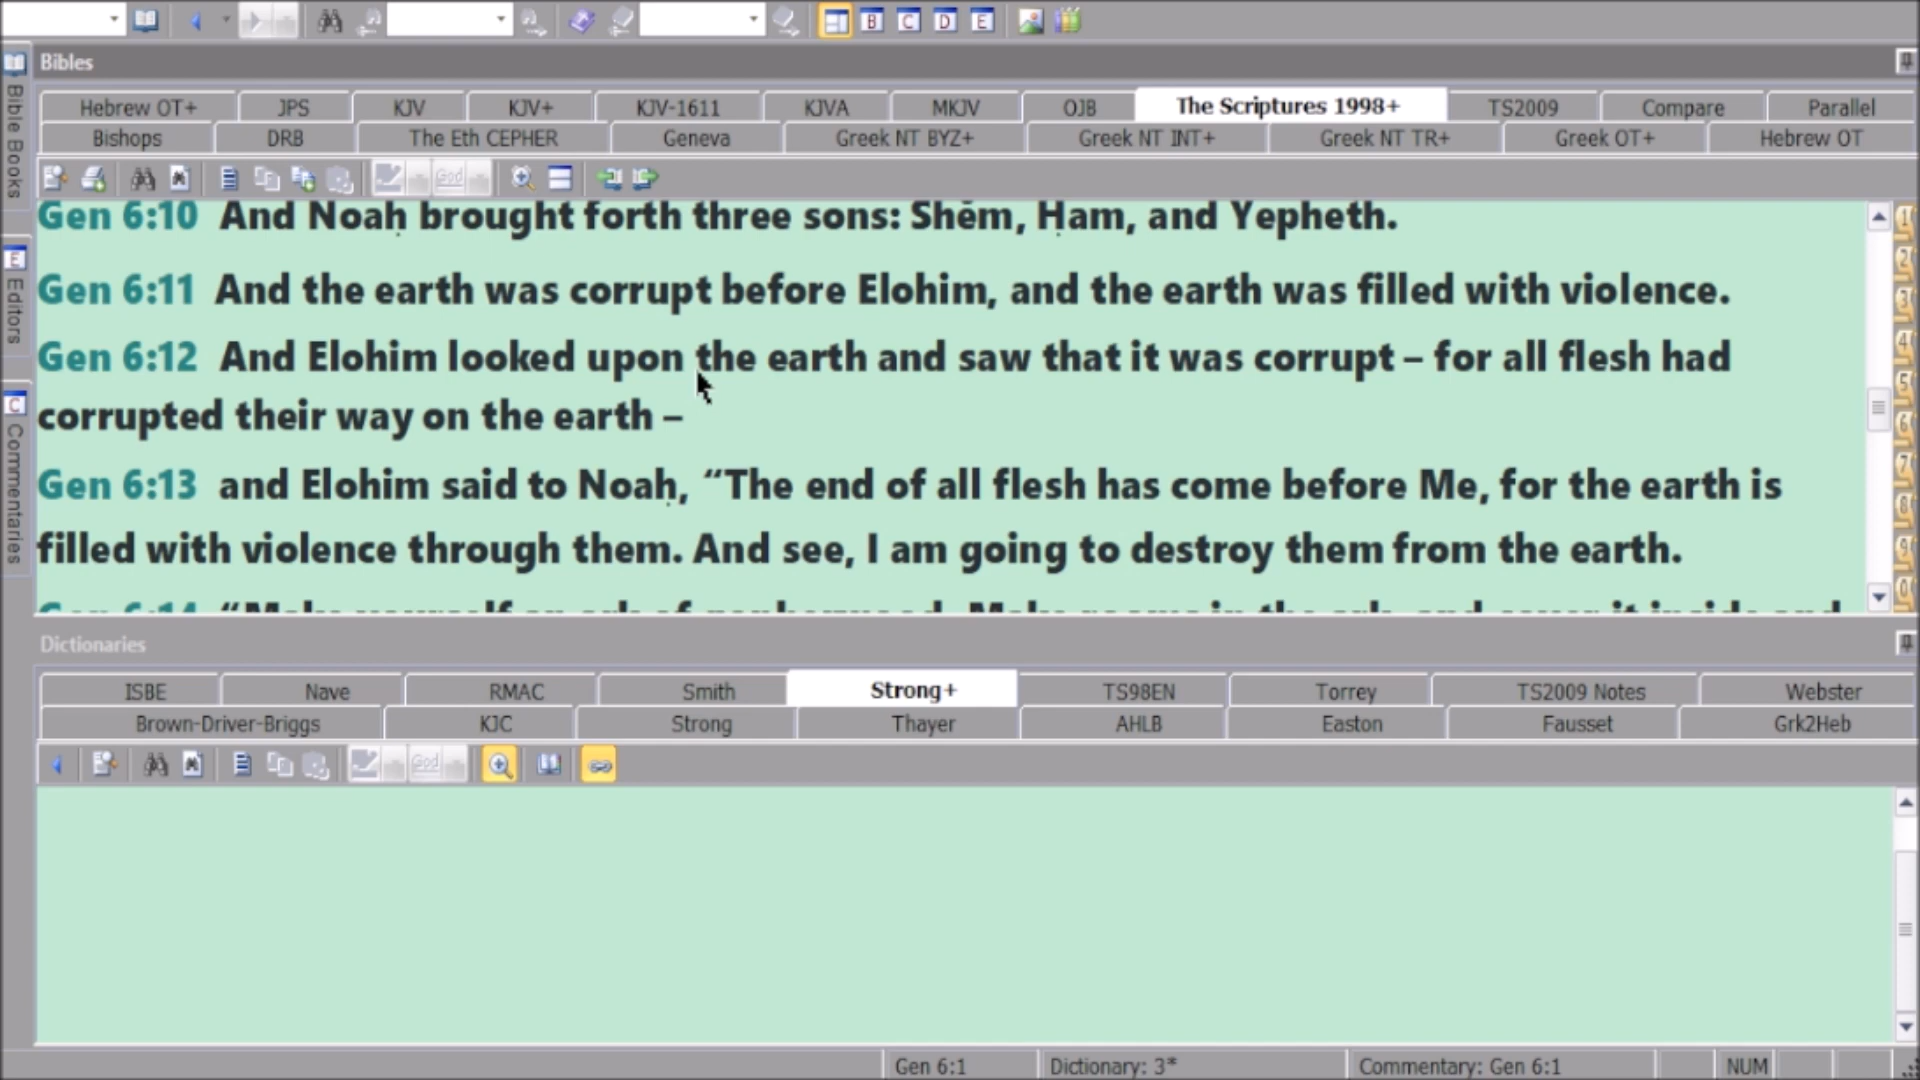 B C D E
Bibles
Hebrew OT+ JPS KJV KJV+ KJV-1611 KJVA MKJV OJB The Scriptures 1998+ TS2009 Compare Parallel
Bishops DRB The Eth CEPHER Geneva Greek NT BYZ+ Greek NT INT+ Greek NT TR+ Greek OT+ Hebrew OT
God
Bible Books
Editors
Commentaries
Gen 6:10 And Noaḥ brought forth three sons: Shĕm, Ḥam, and Yepheth.
Gen 6:11 And the earth was corrupt before Elohim, and the earth was filled with violence.
Gen 6:12 And Elohim looked upon the earth and saw that it was corrupt – for all flesh had
corrupted their way on the earth –
Gen 6:13 and Elohim said to Noaḥ, “The end of all flesh has come before Me, for the earth is
filled with violence through them. And see, I am going to destroy them from the earth.
Dictionaries
ISBE Nave RMAC Smith Strong+ TS98EN Torrey TS2009 Notes Webster
Brown-Driver-Briggs KJC Strong Thayer AHLB Easton Fausset Grk2Heb
God
Gen 6:1 Dictionary: 3* Commentary: Gen 6:1 NUM